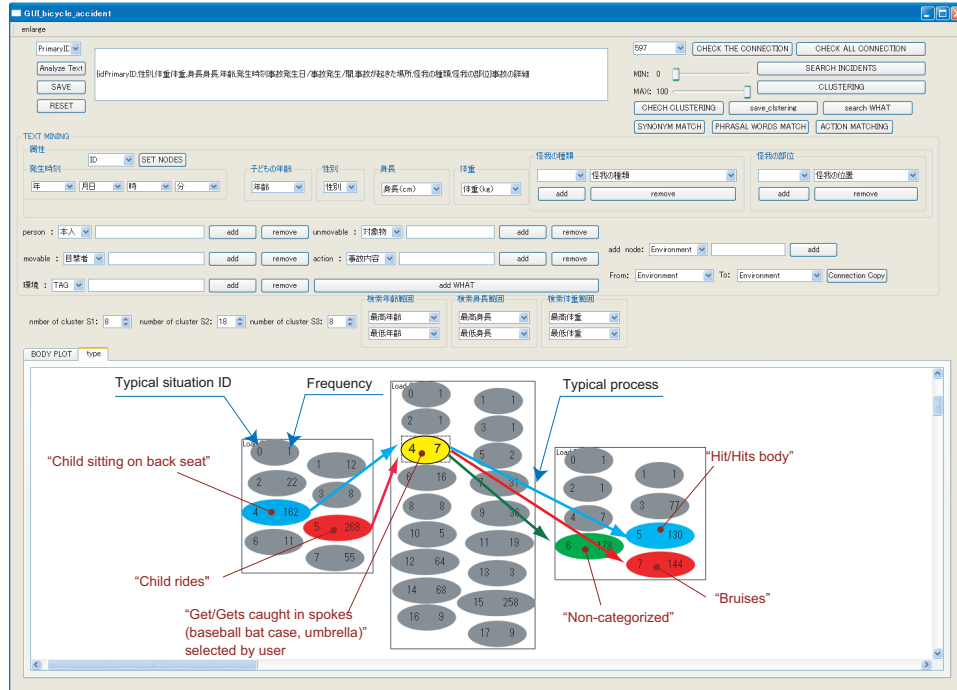 GUI_bicycle_accident
enlarge
PrimaryID
Analyze Text
SAVE
RESET
[idPrimaryID,性別,体重体重,身長身長,年齢,発生時刻事故発生日/事故発生/間,事故が起きた場所,怪我の種類,怪我の部位]事故の詳細
597
CHECK THE CONNECTION
CHECK ALL CONNECTION
MIN: 0
SEARCH INCIDENTS
MAX: 100
CLUSTERING
CHECH CLUSTERING
save_clstering
search WHAT
SYNONYM MATCH
PHRASAL WORDS MATCH
ACTION MATCHING
TEXT MINING
属性
ID
SET NODES
発生時刻
年
月日
時
分
子どもの年齢
年齢
性別
性別
身長
身長(cm)
体重
体重(kg)
怪我の種類
怪我の種類
add
remove
怪我の部位
怪我の位置
add
remove
person : 本人
add
remove
unmovable : 対象物
add
remove
movable : 目撃者
add
remove
action : 事故内容
add
remove
環境 : TAG
add
remove
add WHAT
add node: Environment
add
From: Environment
To: Environment
Connection Copy
nmber of cluster S1: 8
number of cluster S2: 18
number of cluster S3: 8
検索年齢範囲
最高年齢
最低年齢
検索身長範囲
最高身長
最低身長
検索体重範囲
最高体重
最低体重
BODY PLOT
type
Typical situation ID
Frequency
Typical process
0 1
1 12
2 22
3 8
4 162
5 268
6 11
7 55
0 1
1 1
2 1
3 1
4 7
5 2
6 16
8 8
10 5
11 19
12 64
13 3
14 68
15 258
16 9
17 9
0 1
1 1
2 1
3 77
4 7
5 130
6 178
7 144
“Child sitting on back seat”
“Child rides"
“Get/Gets caught in spokes
(baseball bat case, umbrella)”
selected by user
“Hit/Hits body”
“Non-categorized”
“Bruises”